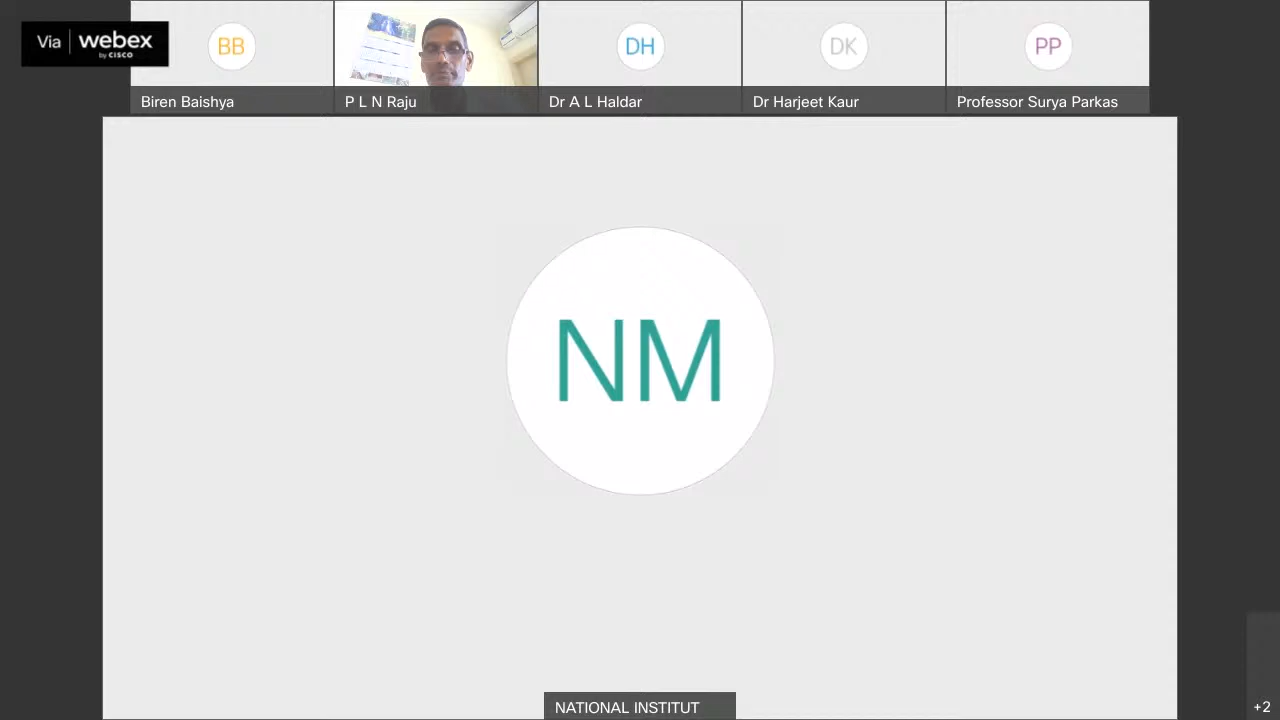 Via webex
by CISCO
BB
DH
DK
PP
Biren Baishya
P L N Raju
Dr A L Haldar
Dr Harjeet Kaur
Professor Surya Parkas
NM
NATIONAL INSTITUT
+2